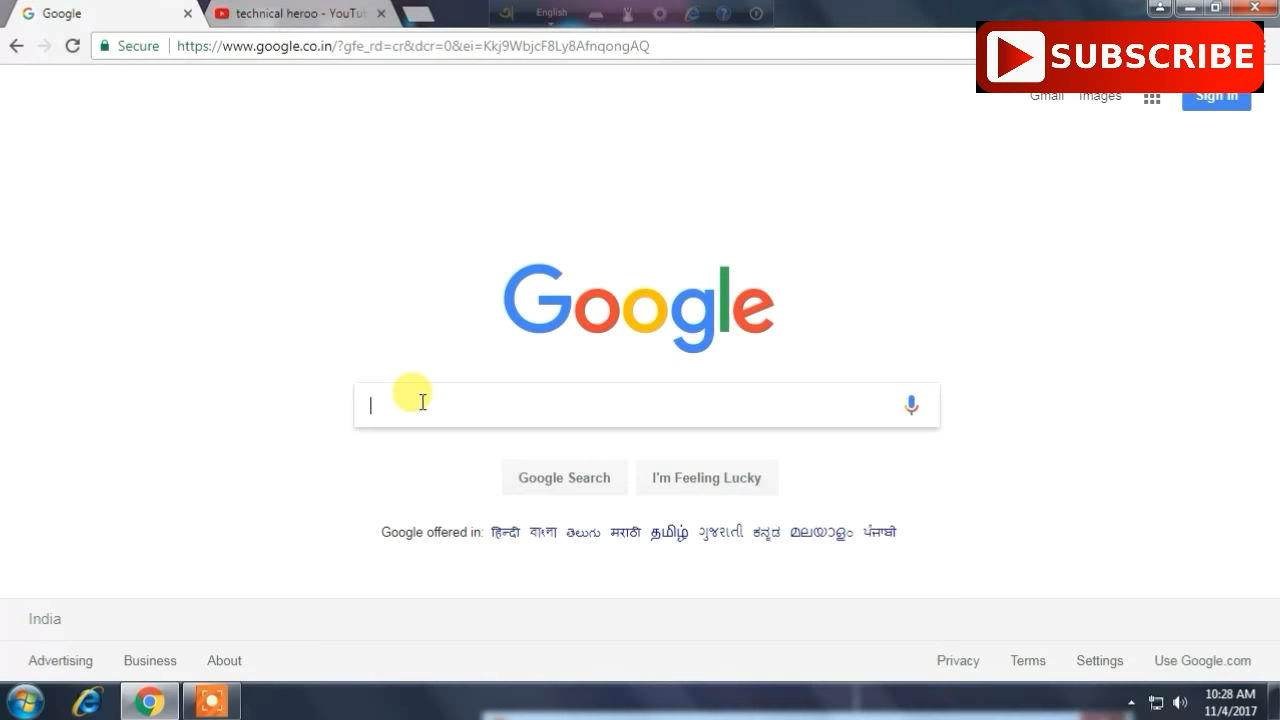 Google
technical heroo - YouTu
English
Secure
https://www.google.co.in/?gfe_rd=cr&dcr=0&ei=Kkj9WbjcF8Ly8AfnqongAQ
SUBSCRIBE
Gmail Images Sign in
Google
Google Search I'm Feeling Lucky
Google offered in: हिन्दी বাংলা తెలుగు मराठी தமிழ் ગુજરાતી ಕನ್ನಡ മലയാളം ਪੰਜਾਬੀ
India
Advertising Business About Privacy Terms Settings Use Google.com
10:28 AM
11/4/2017